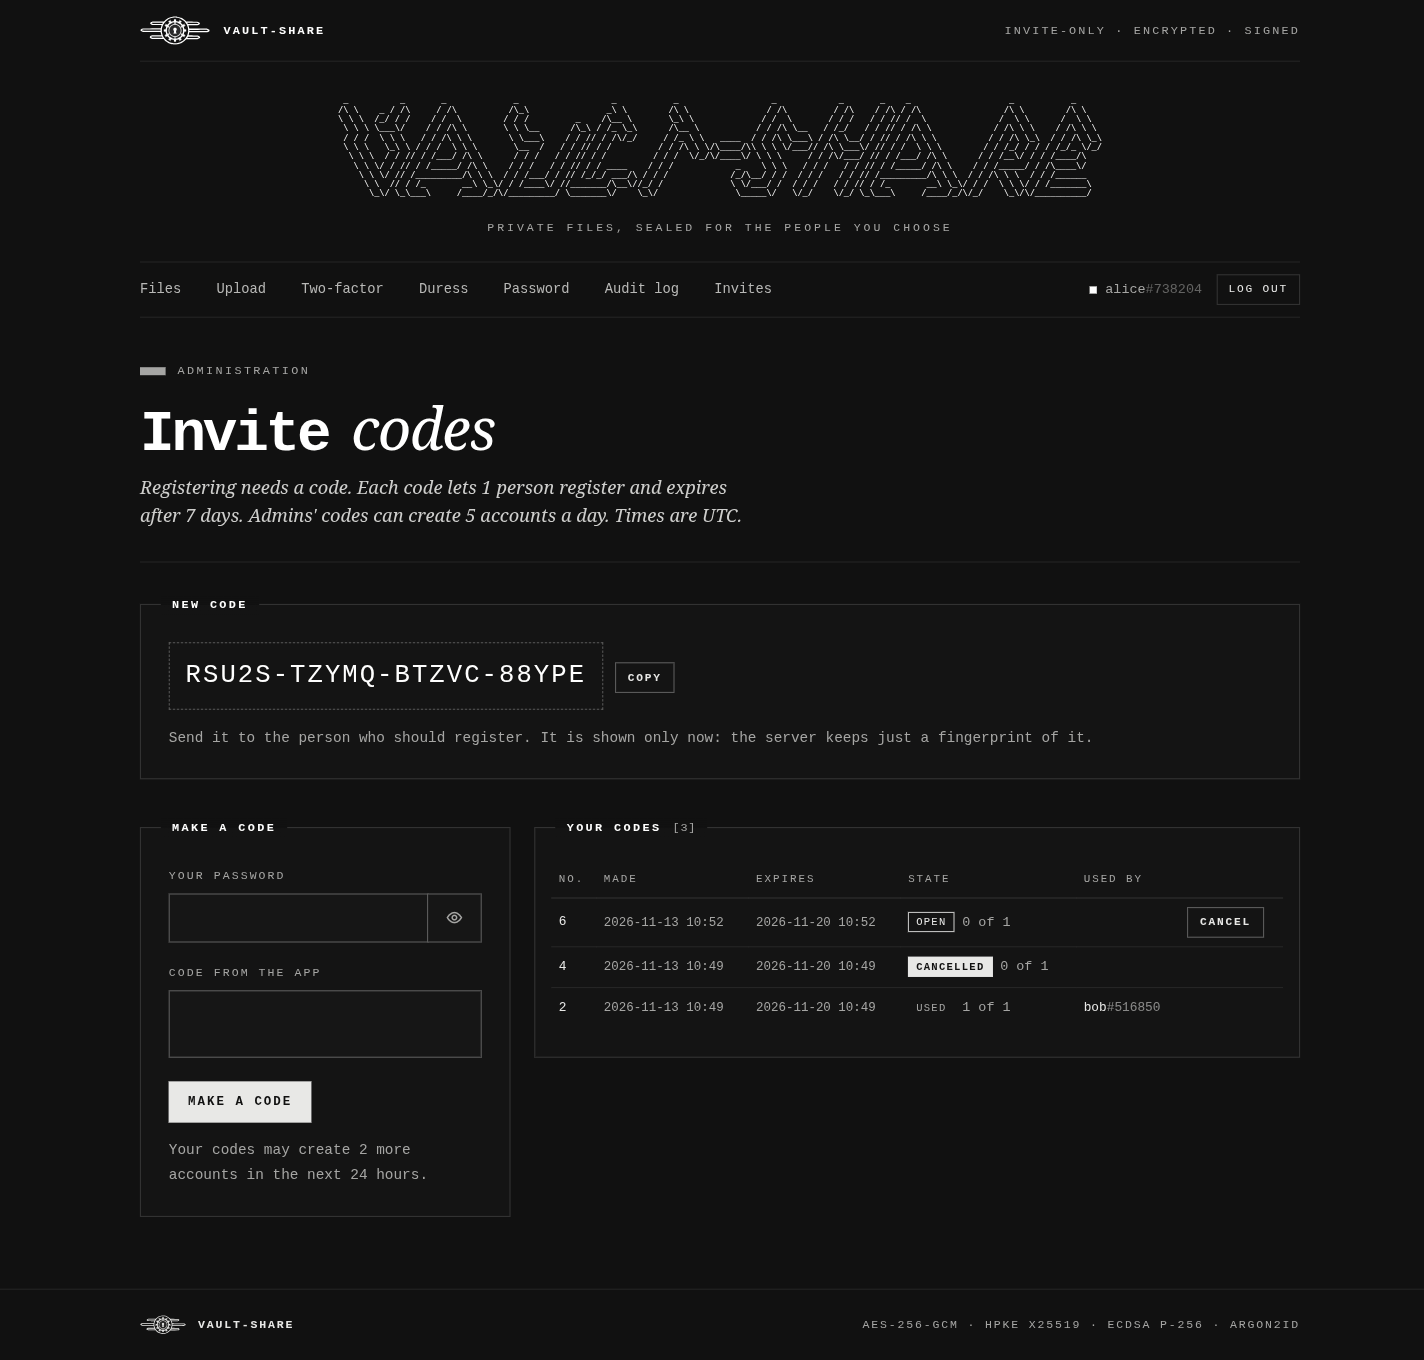 VAULT-SHARE
INVITE-ONLY · ENCRYPTED · SIGNED
VAULT-SHARE
PRIVATE FILES, SEALED FOR THE PEOPLE YOU CHOOSE
Files Upload Two-factor Duress Password Audit log Invites
alice#738204 LOG OUT
ADMINISTRATION
Invite codes
Registering needs a code. Each code lets 1 person register and expires
after 7 days. Admins' codes can create 5 accounts a day. Times are UTC.
NEW CODE
RSU2S-TZYMQ-BTZVC-88YPE COPY
Send it to the person who should register. It is shown only now: the server keeps just a fingerprint of it.
MAKE A CODE
YOUR PASSWORD
CODE FROM THE APP
MAKE A CODE
Your codes may create 2 more
accounts in the next 24 hours.
YOUR CODES [3]
NO. MADE EXPIRES STATE USED BY
6 2026-11-13 10:52 2026-11-20 10:52 OPEN 0 of 1 CANCEL
4 2026-11-13 10:49 2026-11-20 10:49 CANCELLED 0 of 1
2 2026-11-13 10:49 2026-11-20 10:49 USED 1 of 1 bob#516850
VAULT-SHARE
AES-256-GCM · HPKE X25519 · ECDSA P-256 · ARGON2ID